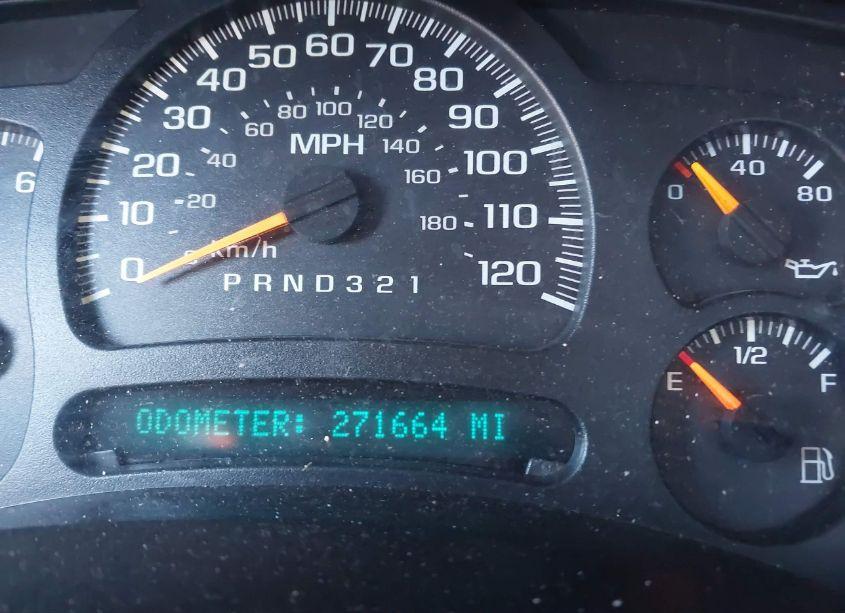 60
50 70
40 80
30 80 100 120 90
60 MPH 140
20 40 160 100
10 20 180 110
0 km/h 120
PRND321
6
0 40 80
1/2
E F
ODOMETER: 271664 MI